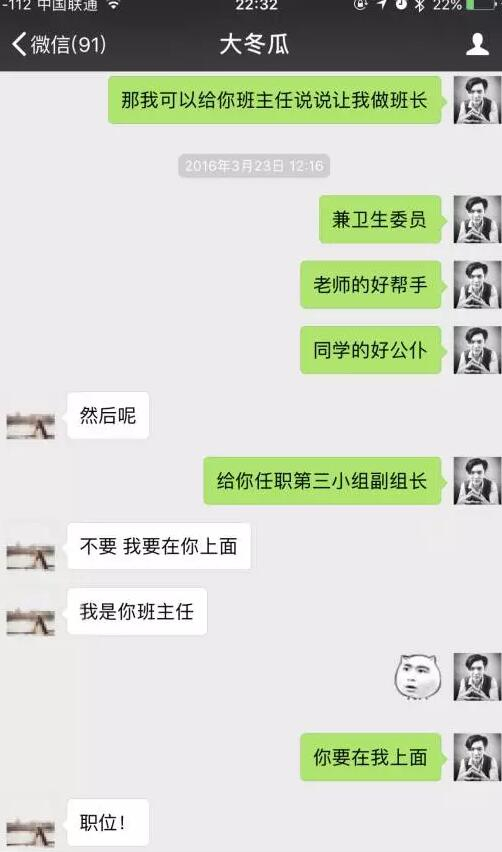 -112 中国联通 22:32 22%
微信(91) 大冬瓜
那我可以给你班主任说说让我做班长
2016年3月23日 12:16
兼卫生委员
老师的好帮手
同学的好公仆
然后呢
给你任职第三小组副组长
不要 我要在你上面
我是你班主任
你要在我上面
职位！